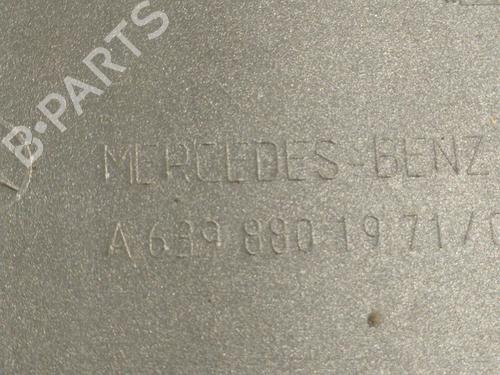 B-PARTS
MERCEDES-BENZ
A 639 880 19 71/